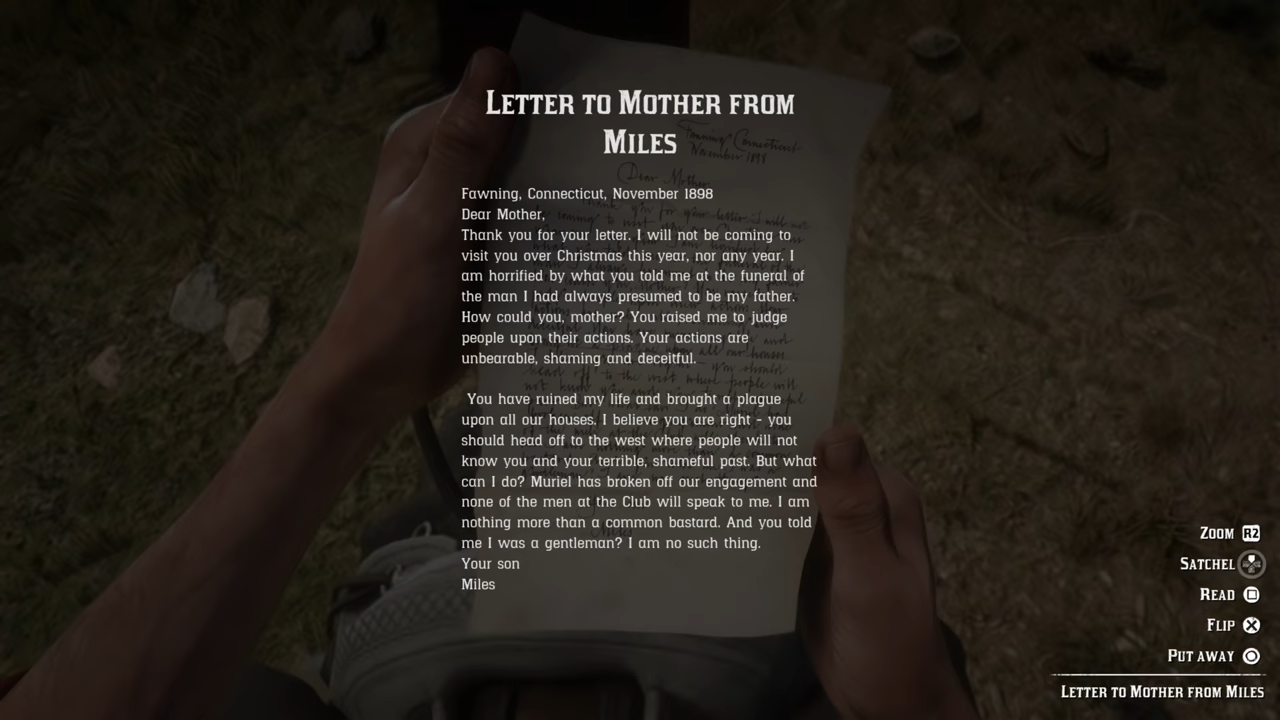 LETTER TO MOTHER FROM
MILES
Fawning, Connecticut, November 1898
Dear Mother,
Thank you for your letter. I will not be coming to
visit you over Christmas this year, nor any year. I
am horrified by what you told me at the funeral of
the man I had always presumed to be my father.
How could you, mother? You raised me to judge
people upon their actions. Your actions are
unbearable, shaming and deceitful.
You have ruined my life and brought a plague
upon all our houses. I believe you are right - you
should head off to the west where people will not
know you and your terrible, shameful past. But what
can I do? Muriel has broken off our engagement and
none of the men at the Club will speak to me. I am
nothing more than a common bastard. And you told
me I was a gentleman? I am no such thing.
Your son
Miles
ZOOM R2
SATCHEL
READ
FLIP
PUT AWAY
LETTER TO MOTHER FROM MILES